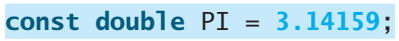 const double PI = 3.14159;